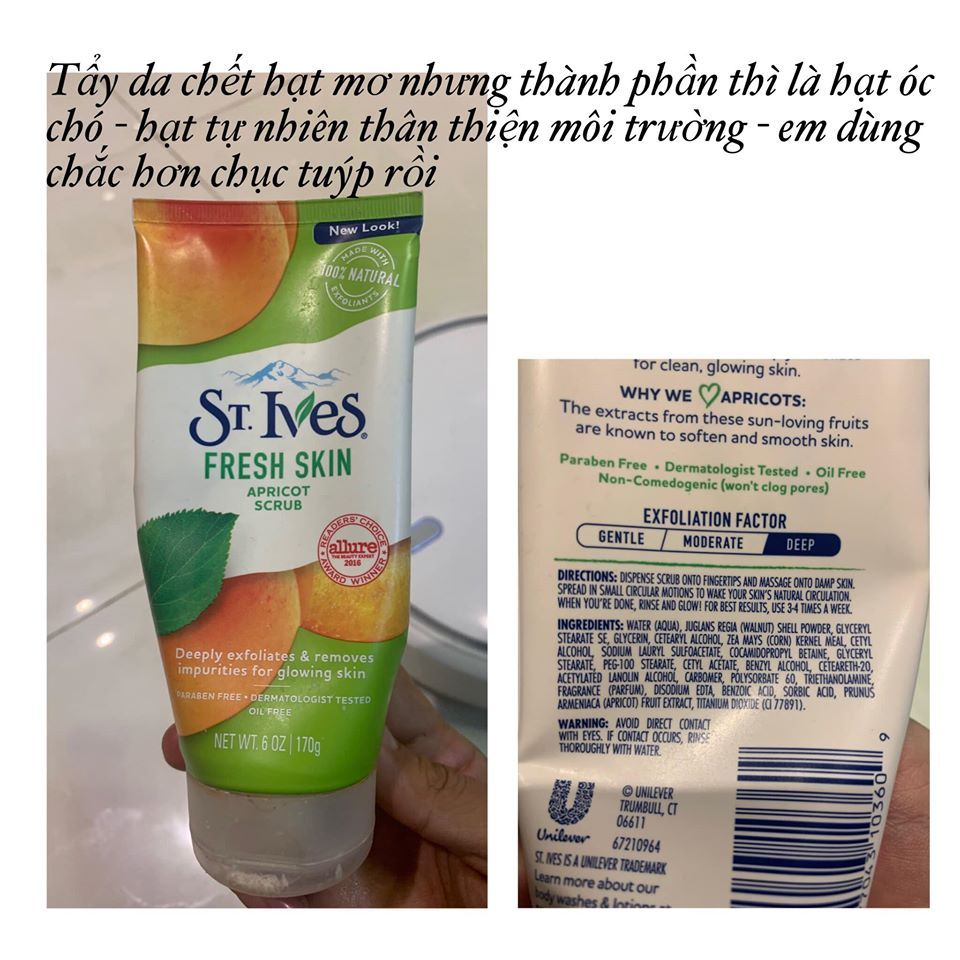 Tẩy da chết hạt mơ nhưng thành phần thì là hạt óc
chó - hạt tự nhiên thân thiện môi trường - em dùng
chắc hơn chục tuýp rồi
New Look!
MADE WITH
100% NATURAL
EXFOLIANTS
ST. IVES®
FRESH SKIN
APRICOT
SCRUB
READERS' CHOICE
allure
THE BEAUTY EXPERT
2016
AWARD WINNER
Deeply exfoliates & removes
impurities for glowing skin
PARABEN FREE • DERMATOLOGIST TESTED
OIL FREE
NET WT. 6 OZ | 170g
for clean, glowing skin.
WHY WE APRICOTS:
The extracts from these sun-loving fruits
are known to soften and smooth skin.
Paraben Free • Dermatologist Tested • Oil Free
Non-Comedogenic (won't clog pores)
EXFOLIATION FACTOR
GENTLE MODERATE DEEP
DIRECTIONS: DISPENSE SCRUB ONTO FINGERTIPS AND MASSAGE ONTO DAMP SKIN.
SPREAD IN SMALL CIRCULAR MOTIONS TO WAKE YOUR SKIN'S NATURAL CIRCULATION.
WHEN YOU'RE DONE, RINSE AND GLOW! FOR BEST RESULTS, USE 3-4 TIMES A WEEK.
INGREDIENTS: WATER (AQUA), JUGLANS REGIA (WALNUT) SHELL POWDER, GLYCERYL
STEARATE SE, GLYCERIN, CETEARYL ALCOHOL, ZEA MAYS (CORN) KERNEL MEAL, CETYL
ALCOHOL, SODIUM LAURYL SULFOACETATE, COCAMIDOPROPYL BETAINE, GLYCERYL
STEARATE, PEG-100 STEARATE, CETYL ACETATE, BENZYL ALCOHOL, CETEARETH-20,
ACETYLATED LANOLIN ALCOHOL, CARBOMER, POLYSORBATE 60, TRIETHANOLAMINE,
FRAGRANCE (PARFUM), DISODIUM EDTA, BENZOIC ACID, SORBIC ACID, PRUNUS
ARMENIACA (APRICOT) FRUIT EXTRACT, TITANIUM DIOXIDE (CI 77891).
WARNING: AVOID DIRECT CONTACT
WITH EYES. IF CONTACT OCCURS, RINSE
THOROUGHLY WITH WATER.
Unilever
© UNILEVER
TRUMBULL, CT
06611
67210964
ST. IVES IS A UNILEVER TRADEMARK
Learn more about our
body washes & lotions at
10360 9